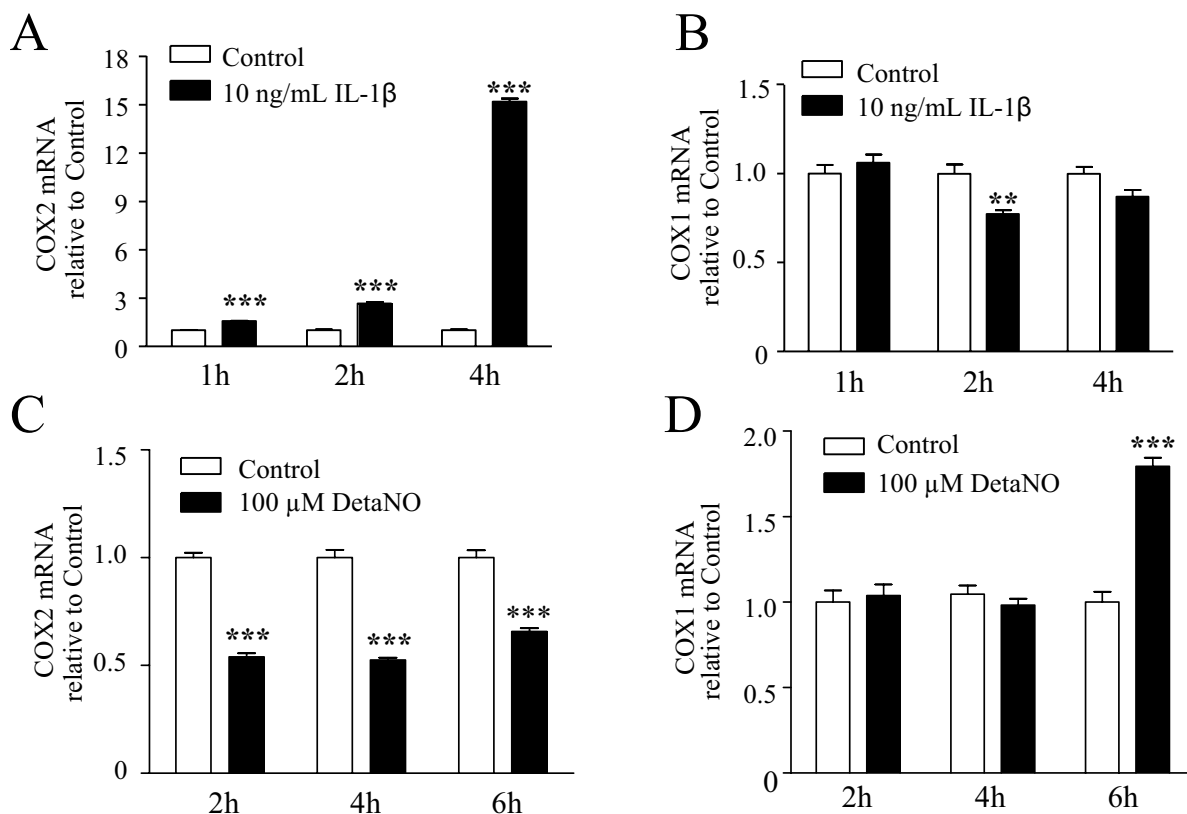 A
COX2 mRNA
relative to Control
18
15
12
9
6
3
0
Control
10 ng/mL IL-1β
***
***
***
1h
2h
4h
B
COX1 mRNA
relative to Control
1.5
1.0
0.5
0
Control
10 ng/mL IL-1β
**
1h
2h
4h
C
COX2 mRNA
relative to Control
1.5
1.0
0.5
0
Control
100 µM DetaNO
***
***
***
2h
4h
6h
D
COX1 mRNA
relative to Control
2.0
1.5
1.0
0.5
0
Control
100 µM DetaNO
***
2h
4h
6h